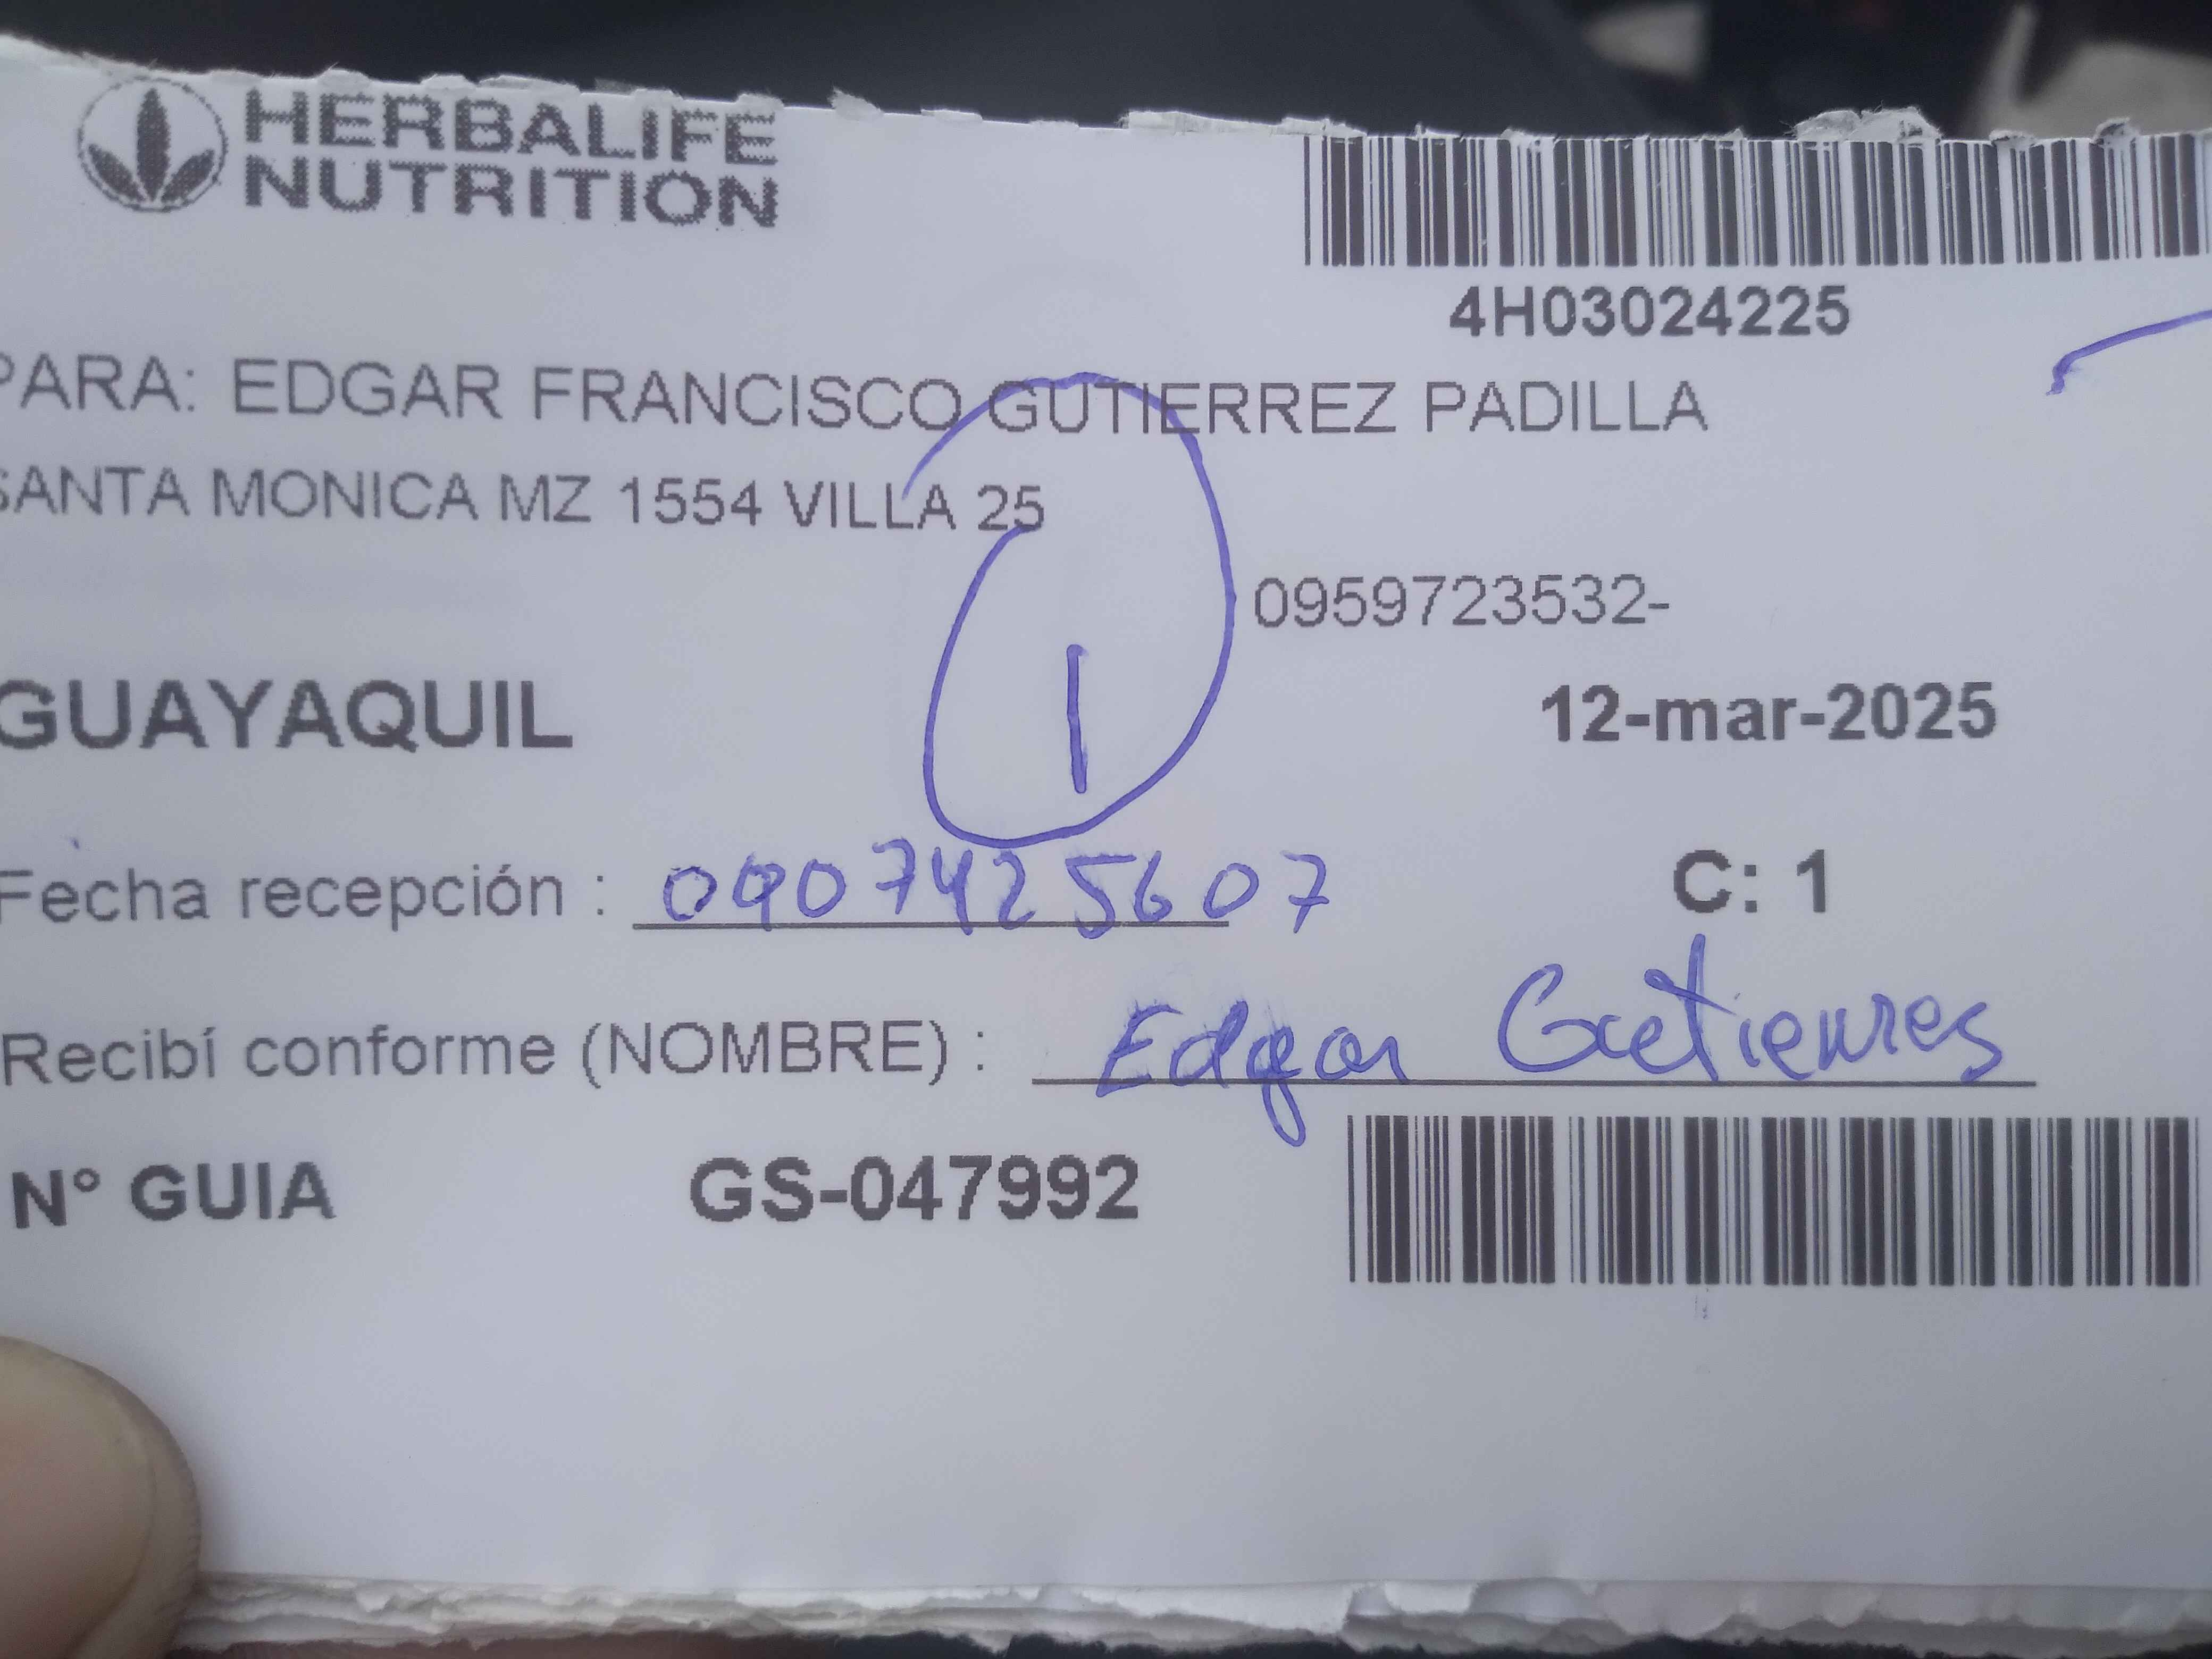 HERBALIFE
NUTRITION
4H03024225
PARA: EDGAR FRANCISCO GUTIERREZ PADILLA
SANTA MONICA MZ 1554 VILLA 25
0959723532-
1
GUAYAQUIL
12-mar-2025
Fecha recepción : 0907425607
C: 1
Recibí conforme (NOMBRE) : Edgar Gutierres
N° GUIA GS-047992